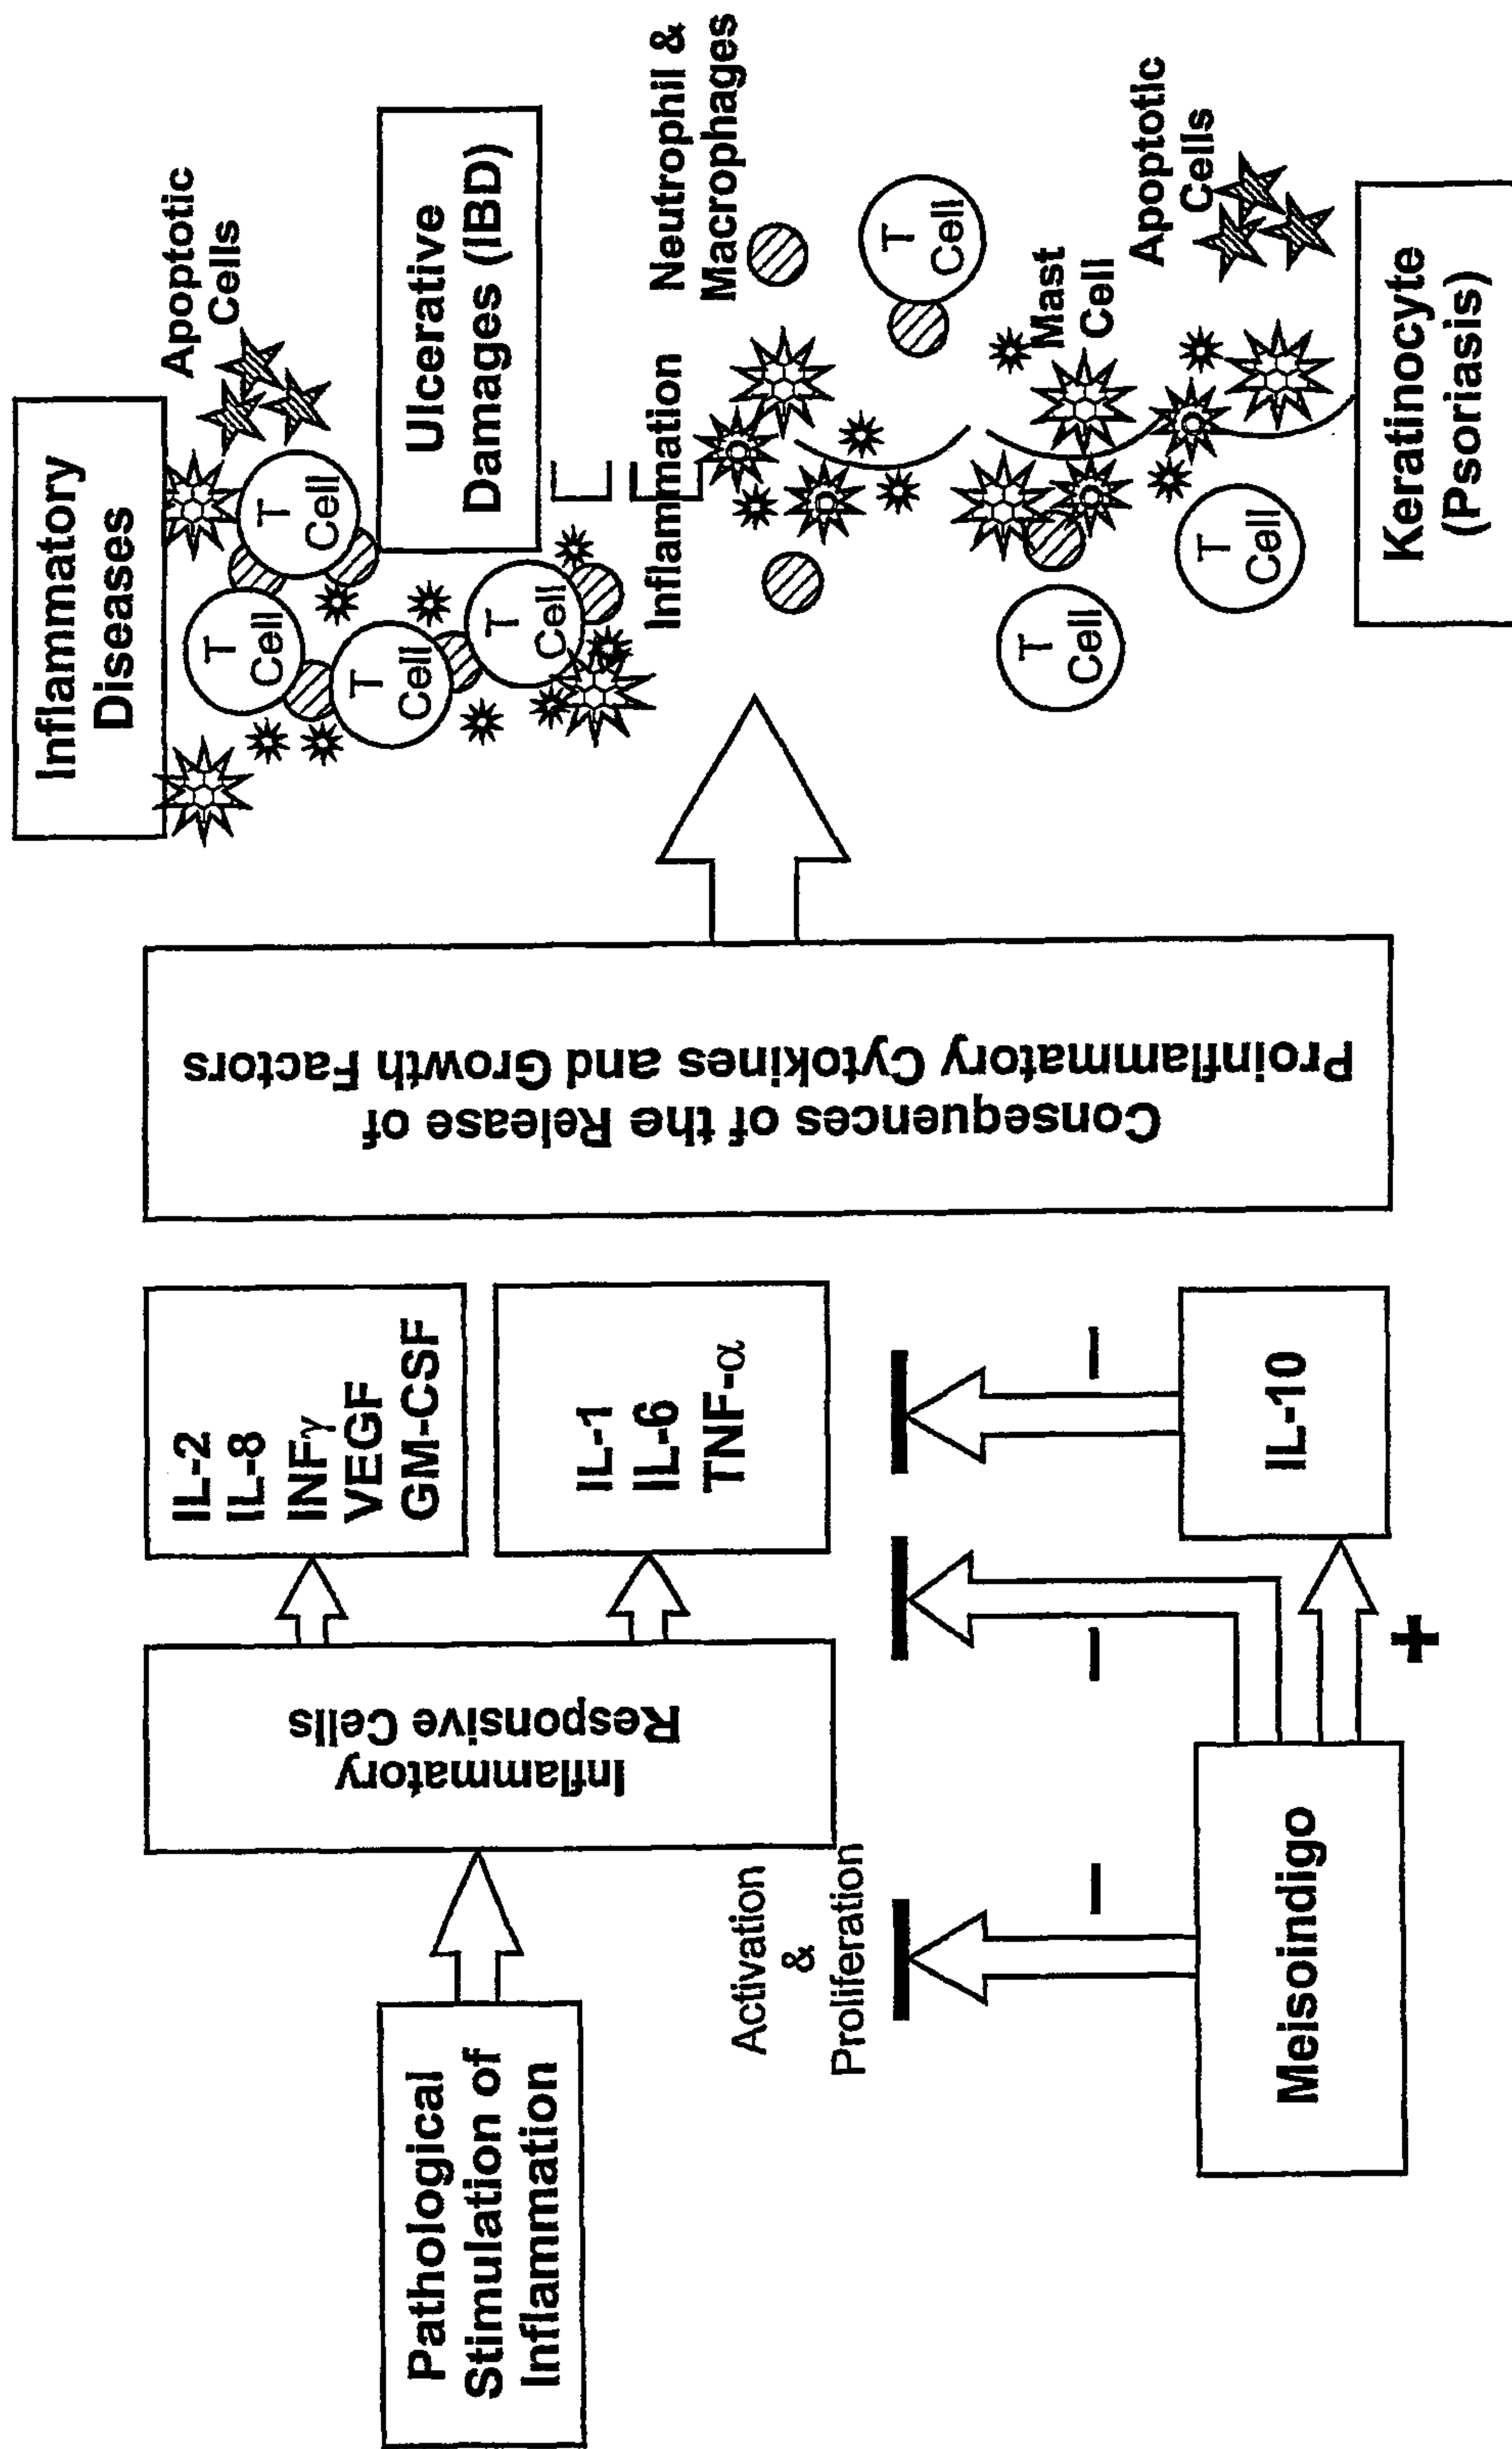 Pathological
Stimulation of
Inflammation
Inflammatory
Responsive Cells
Activation
&
Proliferation
IL-2
IL-8
INFγ
VEGF
GM-CSF
IL-1
IL-6
TNF-α
Meisoindigo
–
–
+
IL-10
–
Consequences of the Release of
Proinflammatory Cytokines and Growth Factors
Inflammatory
Diseases
T
Cell
T
Cell
T
Cell
T
Cell
Apoptotic
Cells
Ulcerative
Damages (IBD)
Inflammation
Neutrophil &
Macrophages
T
Cell
Mast
Cell
T
Cell
T
Cell
Apoptotic
Cells
Keratinocyte
(Psoriasis)